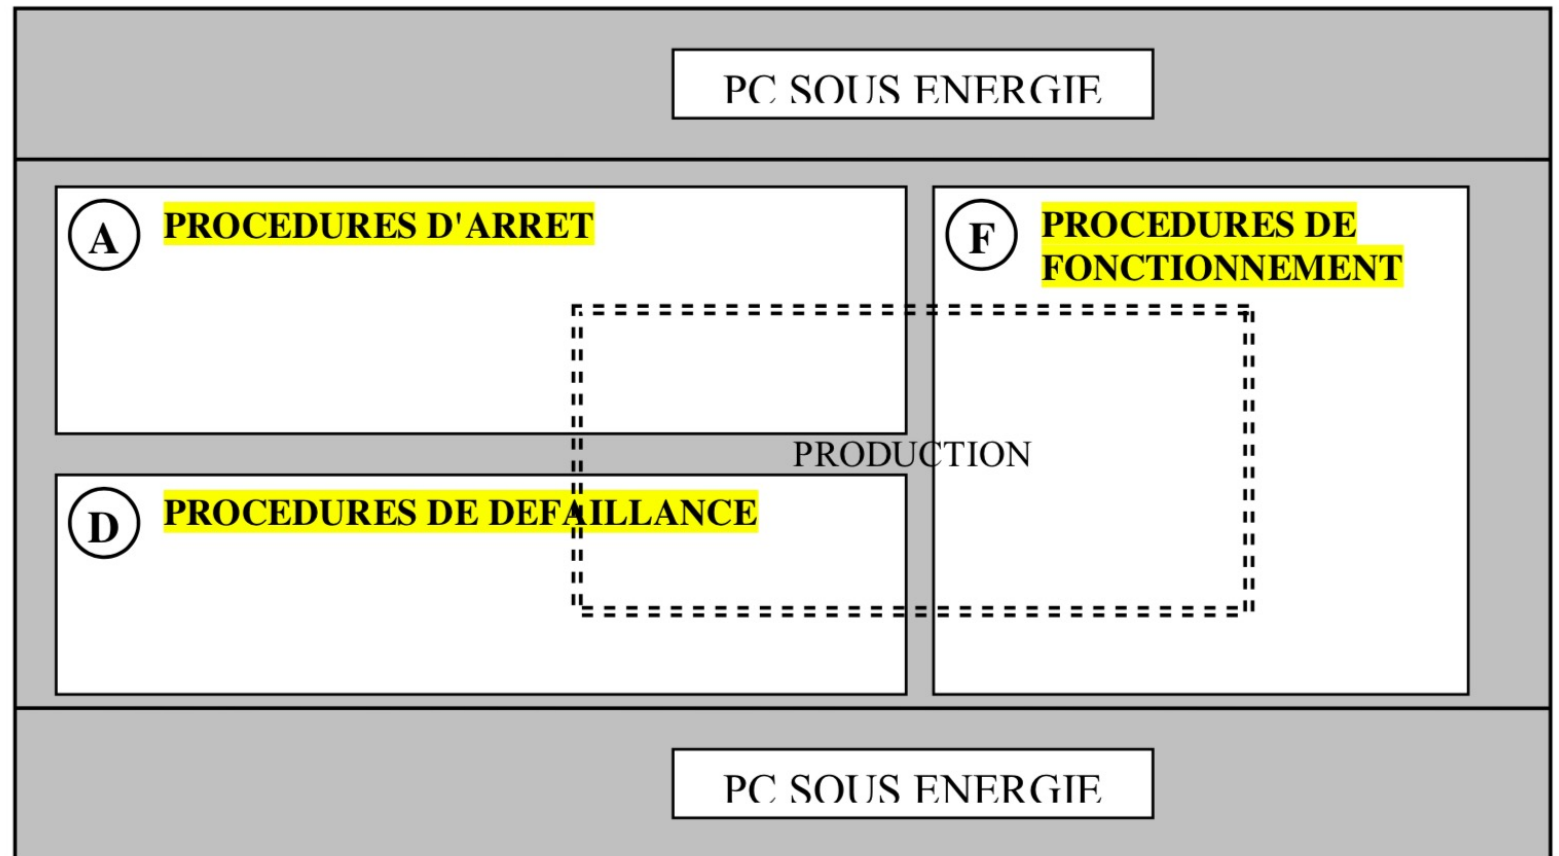 PC SOUS ENERGIE
A PROCEDURES D'ARRET
F PROCEDURES DE
FONCTIONNEMENT
PRODUCTION
D PROCEDURES DE DEFAILLANCE
PC SOUS ENERGIE